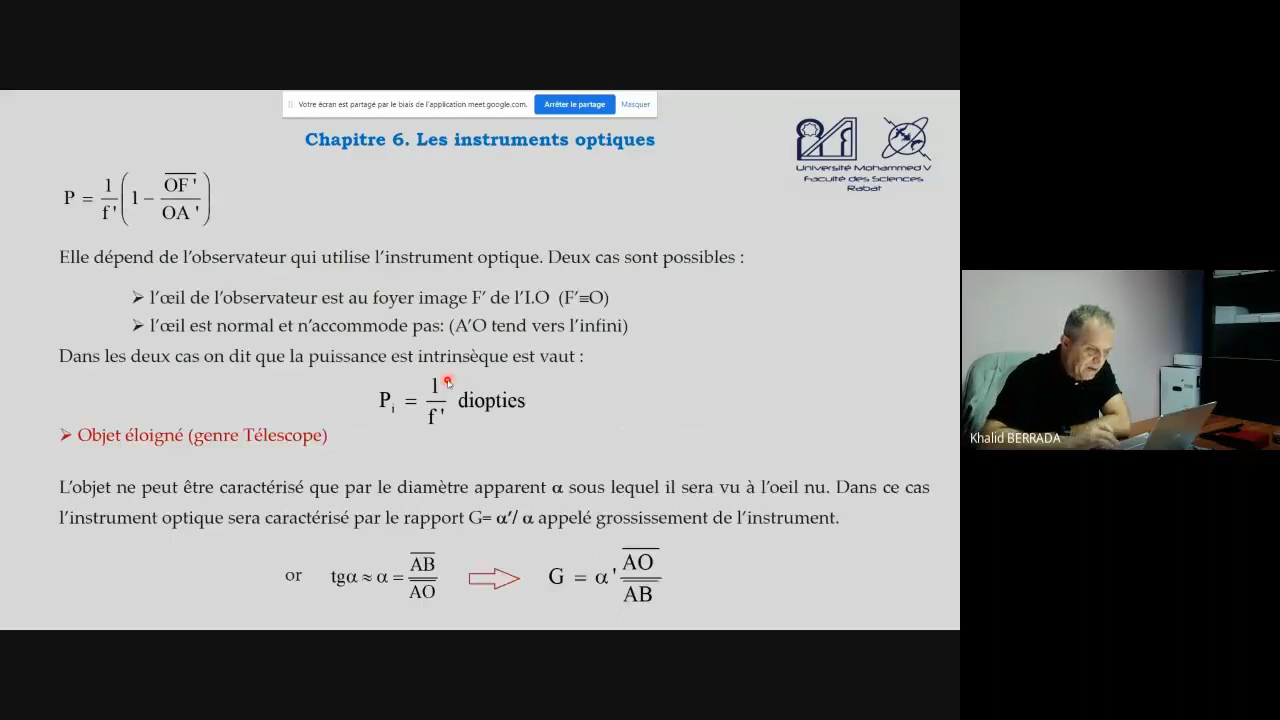 Votre écran est partagé par le biais de l'application meet.google.com. Arrêter le partage Masquer
Chapitre 6. Les instruments optiques
Université Mohammed V
Faculté des Sciences
Rabat
P = 1/f' (1 − OF'/OA')
Elle dépend de l'observateur qui utilise l'instrument optique. Deux cas sont possibles :
➢ l'œil de l'observateur est au foyer image F' de l'I.O (F'≡O)
➢ l'œil est normal et n'accommode pas: (A'O tend vers l'infini)
Dans les deux cas on dit que la puissance est intrinsèque est vaut :
Pi = 1/f' diopties
➢ Objet éloigné (genre Télescope)
L'objet ne peut être caractérisé que par le diamètre apparent α sous lequel il sera vu à l'oeil nu. Dans ce cas
l'instrument optique sera caractérisé par le rapport G= α'/ α appelé grossissement de l'instrument.
or tgα ≈ α = AB/AO ⇒ G = α' AO/AB
Khalid BERRADA